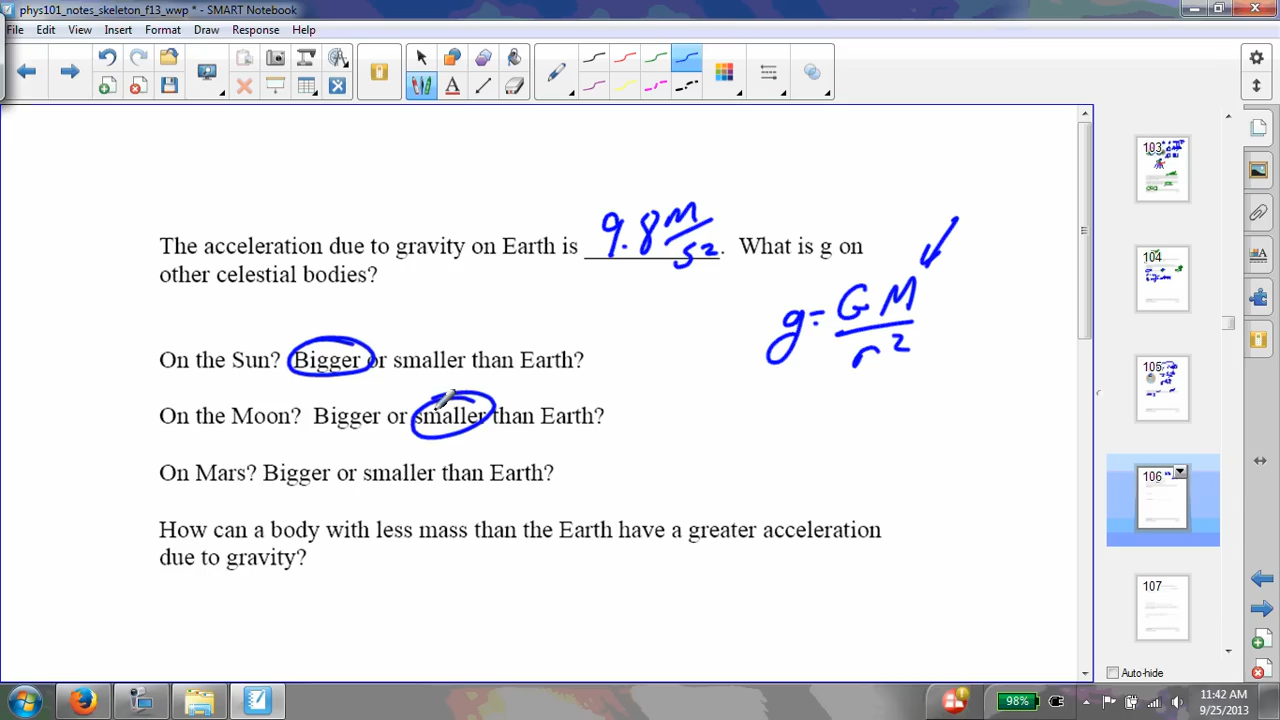 phys101_notes_skeleton_f13_wwp * - SMART Notebook
File Edit View Insert Format Draw Response Help
The acceleration due to gravity on Earth is 9.8 m/s². What is g on
other celestial bodies?
g = GM/r²
On the Sun? Bigger or smaller than Earth?
On the Moon? Bigger or smaller than Earth?
On Mars? Bigger or smaller than Earth?
How can a body with less mass than the Earth have a greater acceleration
due to gravity?
103
104
105
106
107
Auto-hide
98%
11:42 AM
9/25/2013